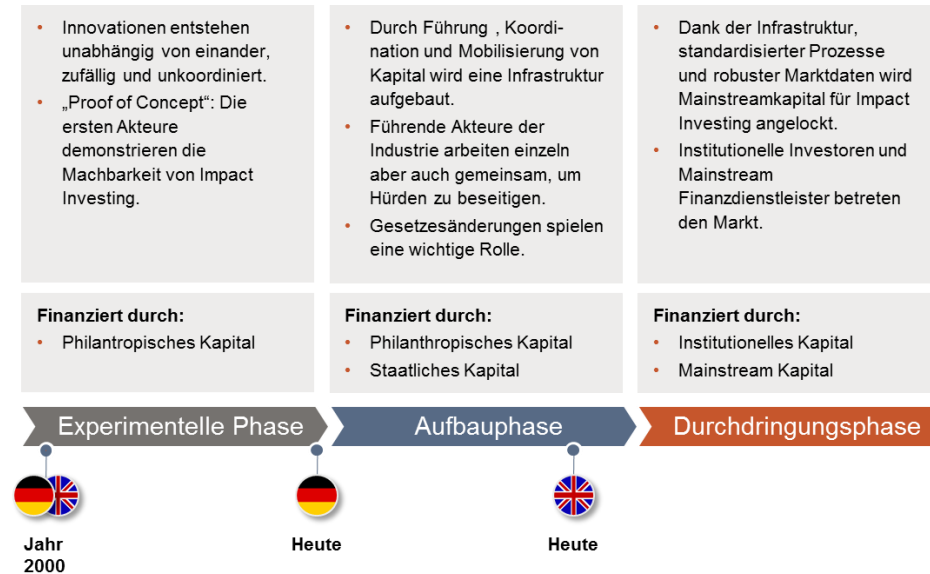 • Innovationen entstehen
unabhängig von einander,
zufällig und unkoordiniert.
• „Proof of Concept“: Die
ersten Akteure
demonstrieren die
Machbarkeit von Impact
Investing.
• Durch Führung , Koordi-
nation und Mobilisierung von
Kapital wird eine Infrastruktur
aufgebaut.
• Führende Akteure der
Industrie arbeiten einzeln
aber auch gemeinsam, um
Hürden zu beseitigen.
• Gesetzesänderungen spielen
eine wichtige Rolle.
• Dank der Infrastruktur,
standardisierter Prozesse
und robuster Marktdaten wird
Mainstreamkapital für Impact
Investing angelockt.
• Institutionelle Investoren und
Mainstream
Finanzdienstleister betreten
den Markt.
Finanziert durch:
• Philantropisches Kapital
Finanziert durch:
• Philanthropisches Kapital
• Staatliches Kapital
Finanziert durch:
• Institutionelles Kapital
• Mainstream Kapital
Experimentelle Phase
Aufbauphase
Durchdringungsphase
Jahr
2000
Heute
Heute